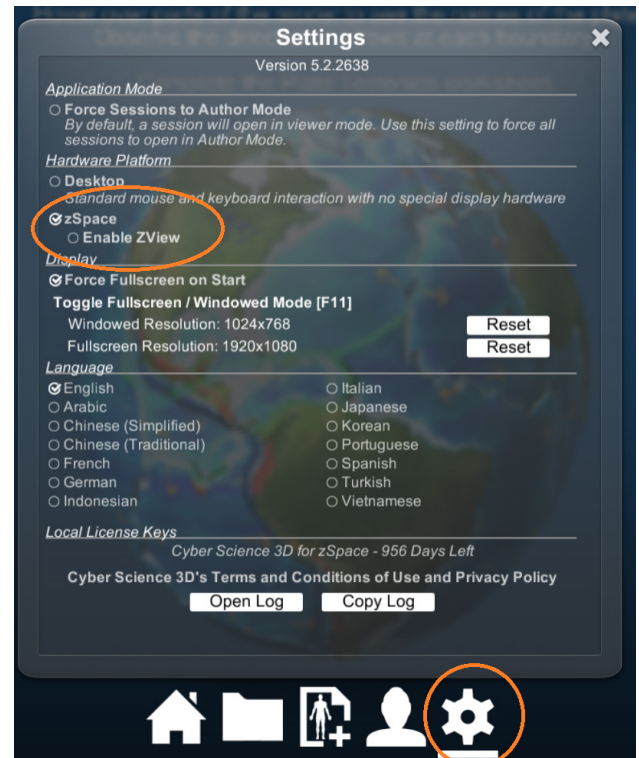 Settings
Version 5.2.2638
Application Mode
Force Sessions to Author Mode
By default, a session will open in viewer mode. Use this setting to force all
sessions to open in Author Mode.
Hardware Platform
Desktop
Standard mouse and keyboard interaction with no special display hardware
zSpace
Enable ZView
Display
Force Fullscreen on Start
Toggle Fullscreen / Windowed Mode [F11]
Windowed Resolution: 1024x768 Reset
Fullscreen Resolution: 1920x1080 Reset
Language
English Italian
Arabic Japanese
Chinese (Simplified) Korean
Chinese (Traditional) Portuguese
French Spanish
German Turkish
Indonesian Vietnamese
Local License Keys
Cyber Science 3D for zSpace - 956 Days Left
Cyber Science 3D's Terms and Conditions of Use and Privacy Policy
Open Log Copy Log